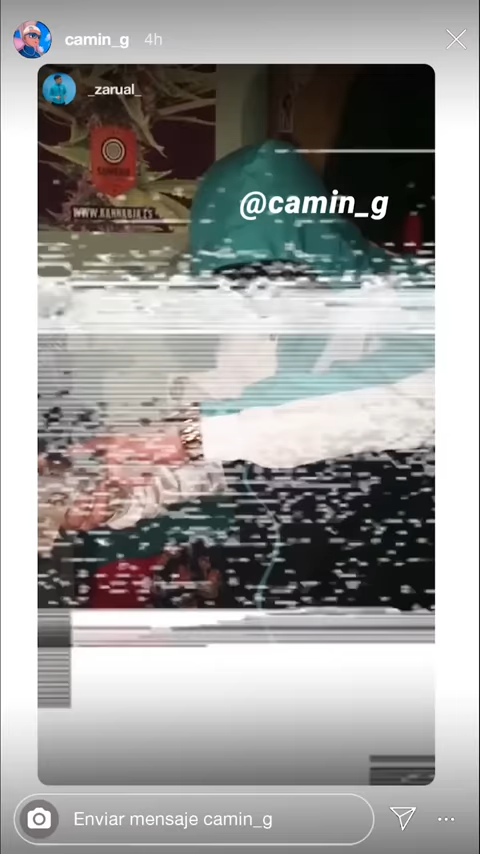 camin_g 4h
_zarual_
@camin_g
WWW.KANNABIA.ES
Enviar mensaje camin_g